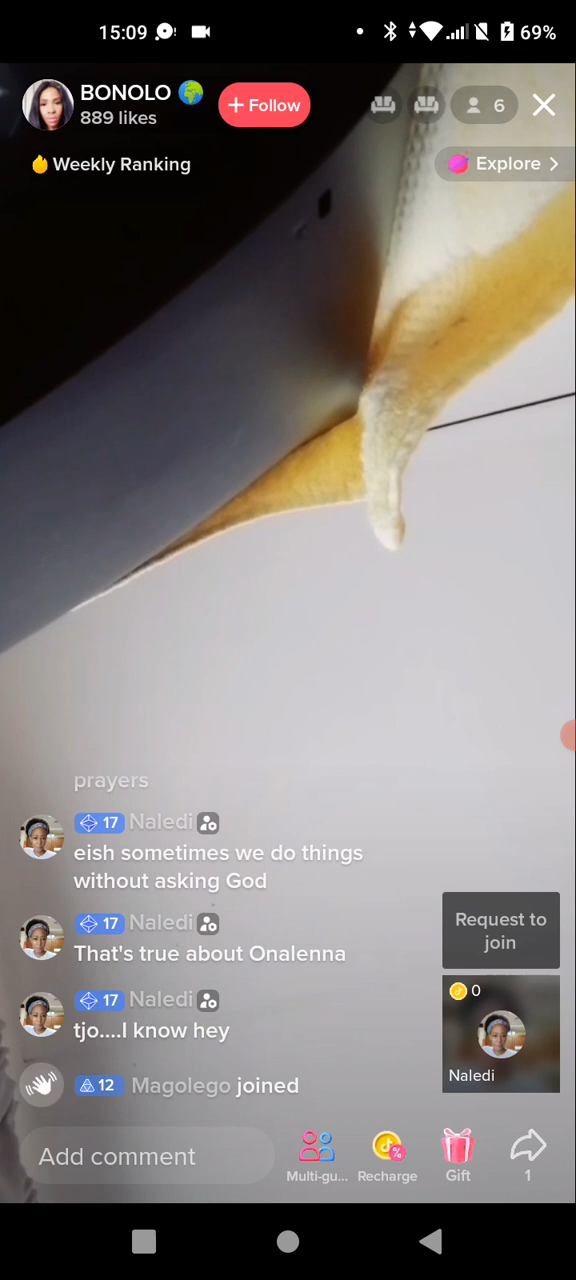 15:09
69%
BONOLO 🌍
889 likes
+ Follow
6
Weekly Ranking
Explore >
prayers
17 Naledi
eish sometimes we do things
without asking God
17 Naledi
That's true about Onalenna
17 Naledi
tjo....I know hey
12 Magolego joined
Request to
join
0
Naledi
Add comment
Multi-gu...
Recharge
Gift
1